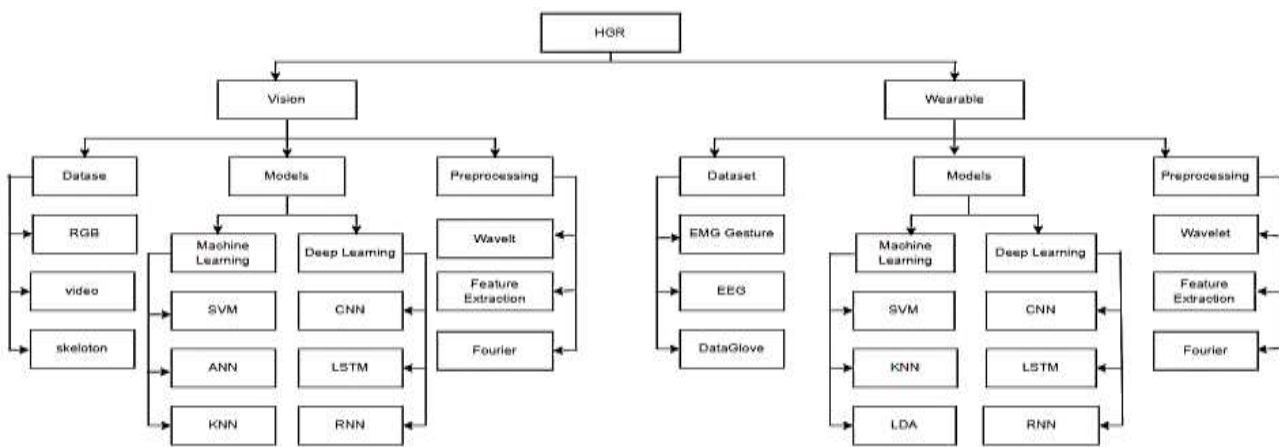 HGR
Vision
Wearable
Datase
Models
Preprocessing
Dataset
Models
Preprocessing
RGB
Machine
Learning
Deep Learning
Wavelt
EMG Gesture
Machine
Learning
Deep Learning
Wavelet
video
SVM
CNN
Feature
Extraction
EEG
SVM
CNN
Feature
Extraction
skeloton
ANN
LSTM
Fourier
DataGlove
KNN
LSTM
Fourier
KNN
RNN
LDA
RNN